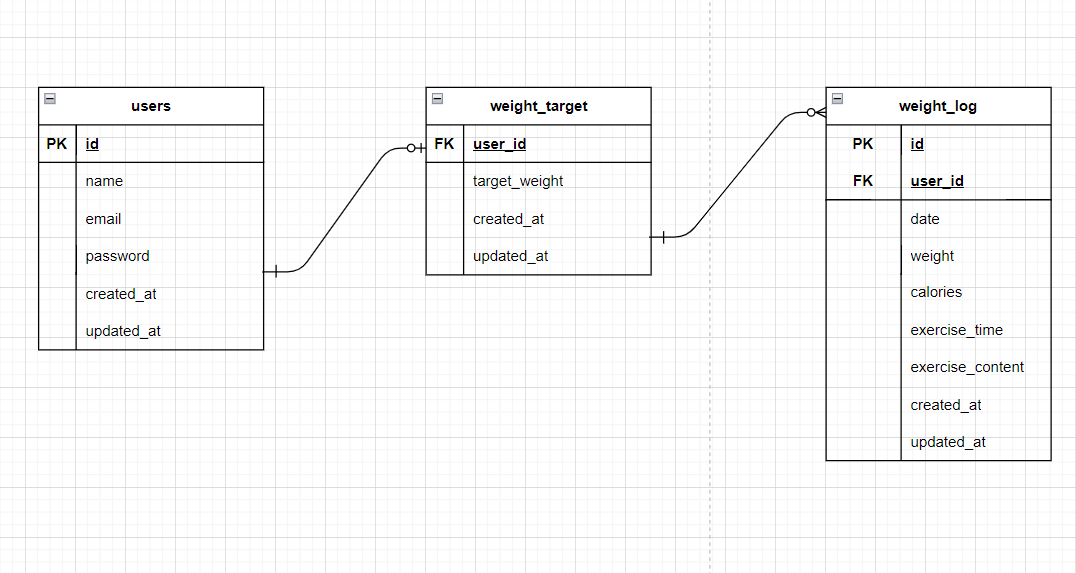 users
PK id
name
email
password
created_at
updated_at
weight_target
FK user_id
target_weight
created_at
updated_at
weight_log
PK id
FK user_id
date
weight
calories
exercise_time
exercise_content
created_at
updated_at